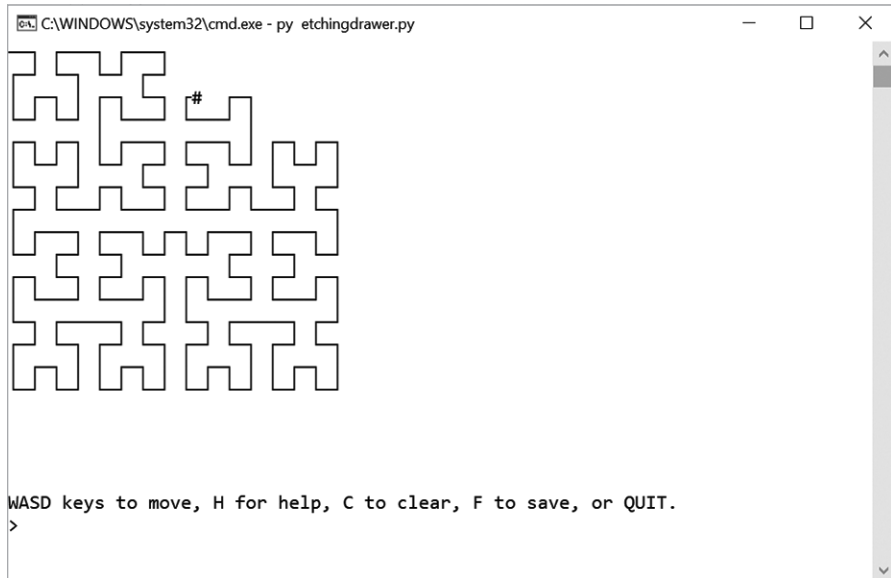 C:\WINDOWS\system32\cmd.exe - py  etchingdrawer.py
#
WASD keys to move, H for help, C to clear, F to save, or QUIT.
>